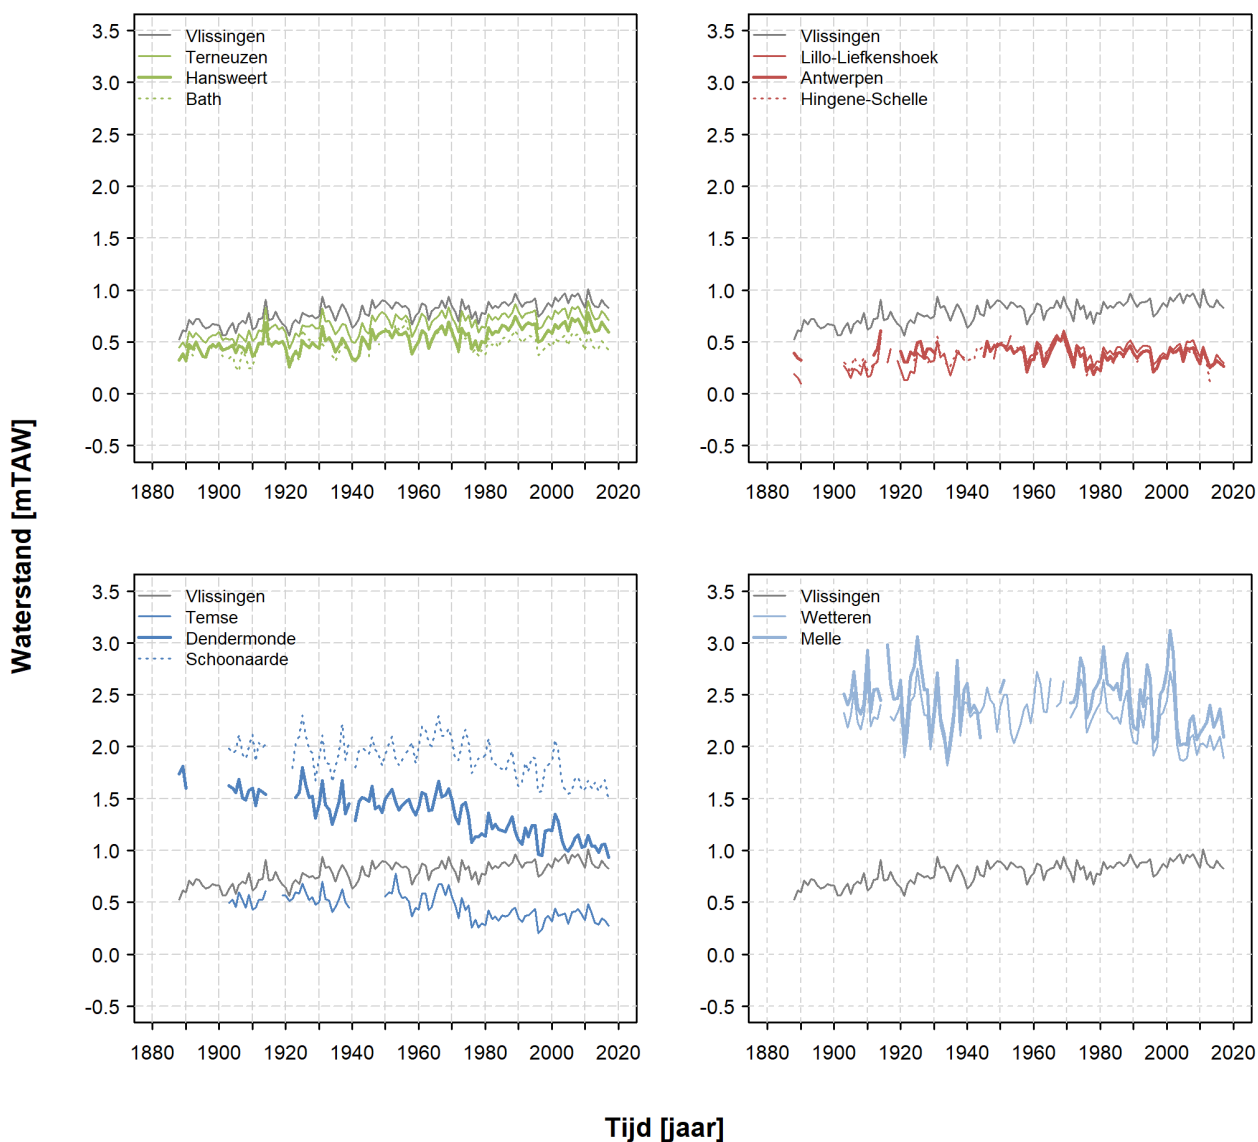 Waterstand [mTAW]
3.5
3.0
2.5
2.0
1.5
1.0
0.5
0.0
-0.5
Vlissingen
Terneuzen
Hansweert
Bath
1880 1900 1920 1940 1960 1980 2000 2020
3.5
3.0
2.5
2.0
1.5
1.0
0.5
0.0
-0.5
Vlissingen
Lillo-Liefkenshoek
Antwerpen
Hingene-Schelle
1880 1900 1920 1940 1960 1980 2000 2020
3.5
3.0
2.5
2.0
1.5
1.0
0.5
0.0
-0.5
Vlissingen
Temse
Dendermonde
Schoonaarde
1880 1900 1920 1940 1960 1980 2000 2020
3.5
3.0
2.5
2.0
1.5
1.0
0.5
0.0
-0.5
Vlissingen
Wetteren
Melle
1880 1900 1920 1940 1960 1980 2000 2020
Tijd [jaar]